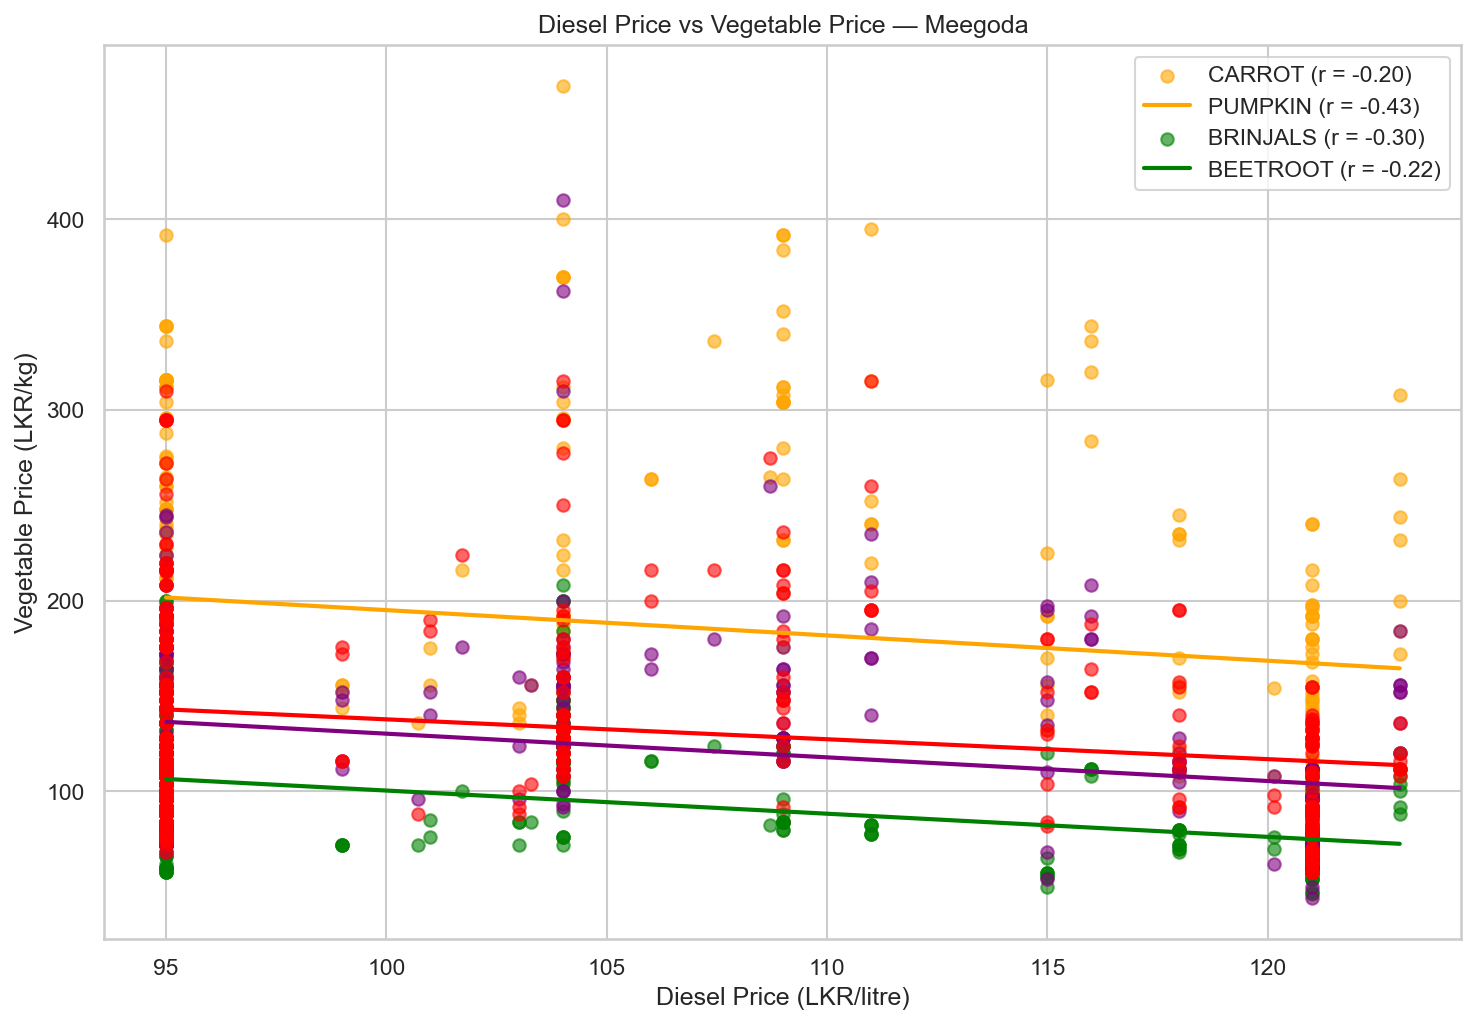 Diesel Price vs Vegetable Price — Meegoda
CARROT (r = -0.20)
PUMPKIN (r = -0.43)
BRINJALS (r = -0.30)
BEETROOT (r = -0.22)
Vegetable Price (LKR/kg)
400
300
200
100
95 100 105 110 115 120
Diesel Price (LKR/litre)